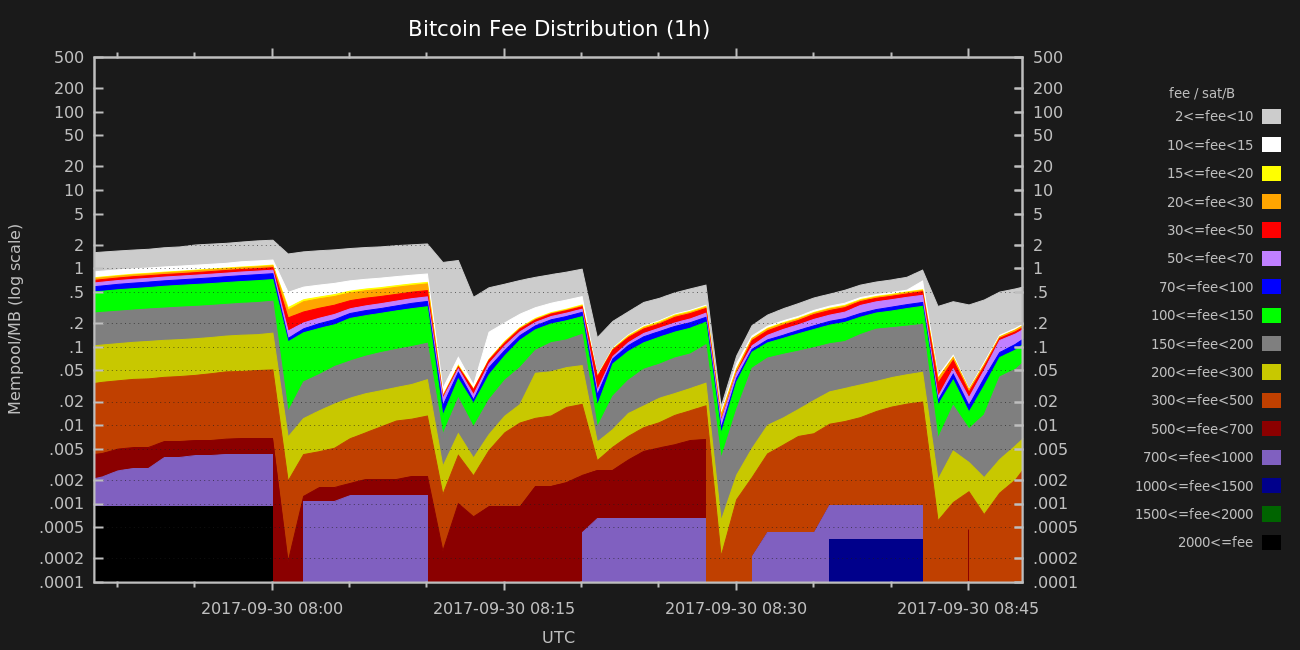 Bitcoin Fee Distribution (1h)
500 500
200 200
100 100
50 50
20 20
10 10
5 5
2 2
1 1
.5 .5
.2 .2
.1 .1
.05 .05
.02 .02
.01 .01
.005 .005
.002 .002
.001 .001
.0005 .0005
.0002 .0002
.0001 .0001
Mempool/MB (log scale)
2017-09-30 08:00 2017-09-30 08:15 2017-09-30 08:30 2017-09-30 08:45
UTC
fee / sat/B
2<=fee<10
10<=fee<15
15<=fee<20
20<=fee<30
30<=fee<50
50<=fee<70
70<=fee<100
100<=fee<150
150<=fee<200
200<=fee<300
300<=fee<500
500<=fee<700
700<=fee<1000
1000<=fee<1500
1500<=fee<2000
2000<=fee